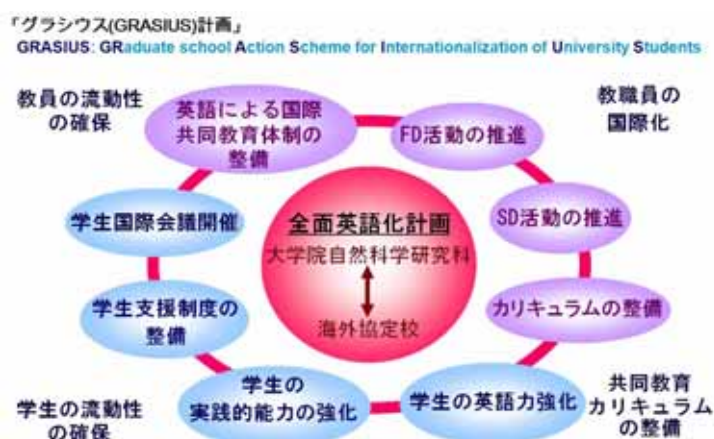 「グラシウス(GRASIUS)計画」
GRASIUS: GRaduate school Action Scheme for Internationalization of University Students
教員の流動性
の確保
英語による国際
共同教育体制の
整備
FD活動の推進
教職員の
国際化
学生国際会議開催
全面英語化計画
大学院自然科学研究科
海外協定校
SD活動の推進
学生支援制度の
整備
カリキュラムの整備
学生の
実践的能力の強化
学生の英語力強化
学生の流動性
の確保
共同教育
カリキュラム
の整備